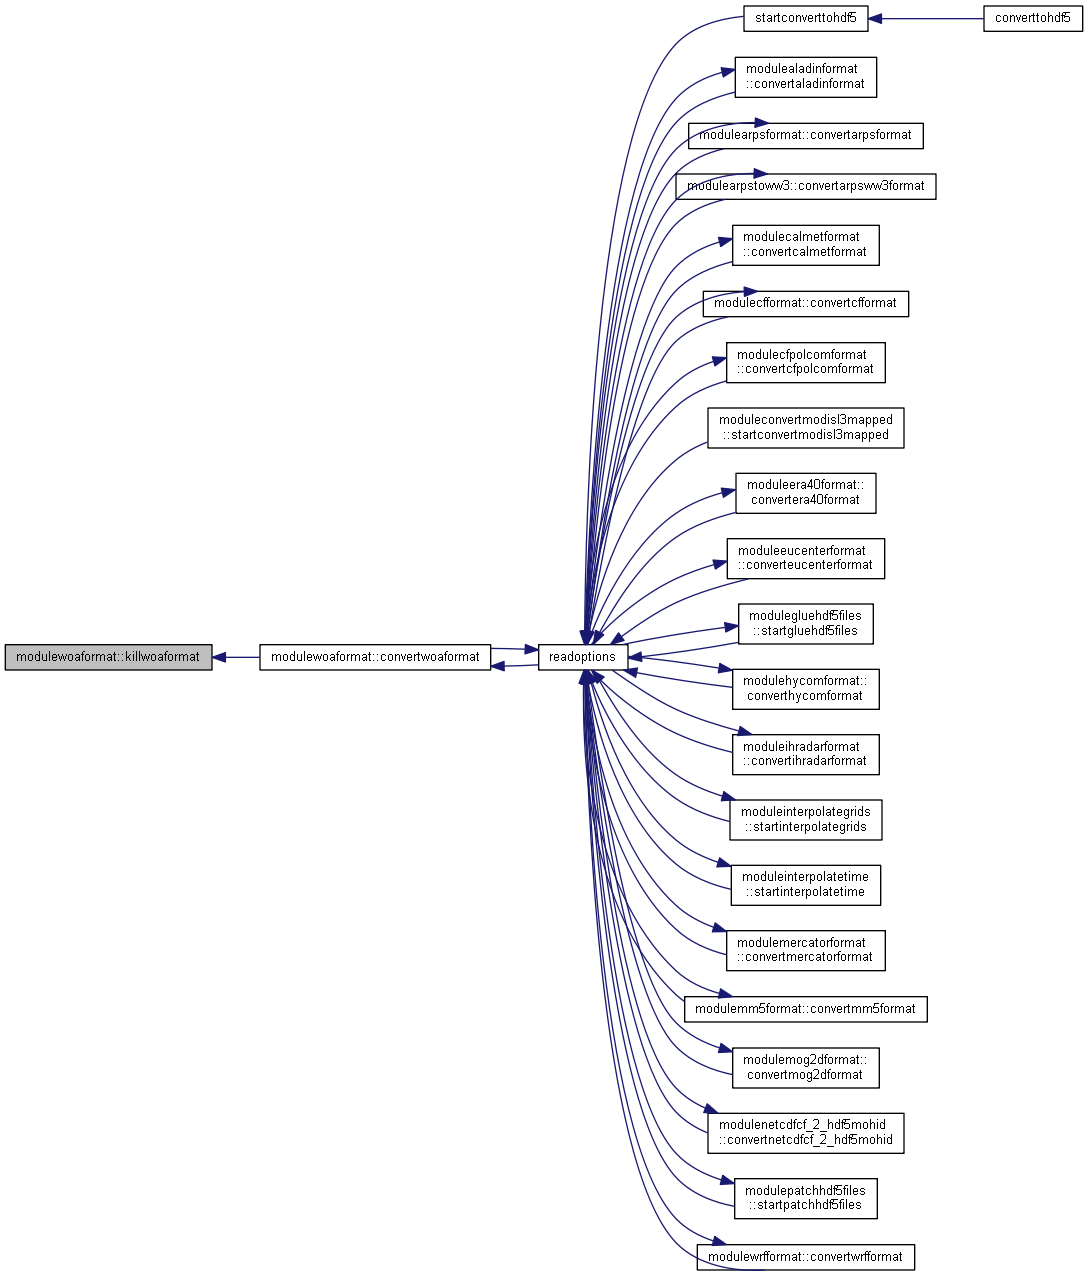 startconverttohdf5
converttohdf5
modulealadinformat
::convertaladinformat
modulearpsformat::convertarpsformat
modulearpstoww3::convertarpsww3format
modulecalmetformat
::convertcalmetformat
modulecfformat::convertcfformat
modulecfpolcomformat
::convertcfpolcomformat
moduleconvertmodisl3mapped
::startconvertmodisl3mapped
moduleera40format::
convertera40format
moduleeucenterformat
::converteucenterformat
modulegluehdf5files
::startgluehdf5files
modulewoaformat::killwoaformat
modulewoaformat::convertwoaformat
readoptions
modulehycomformat::
converthycomformat
moduleihradarformat
::convertihradarformat
moduleinterpolategrids
::startinterpolategrids
moduleinterpolatetime
::startinterpolatetime
modulemercatorformat
::convertmercatorformat
modulemm5format::convertmm5format
modulemog2dformat::
convertmog2dformat
modulenetcdfcf_2_hdf5mohid
::convertnetcdfcf_2_hdf5mohid
modulepatchhdf5files
::startpatchhdf5files
modulewrfformat::convertwrfformat